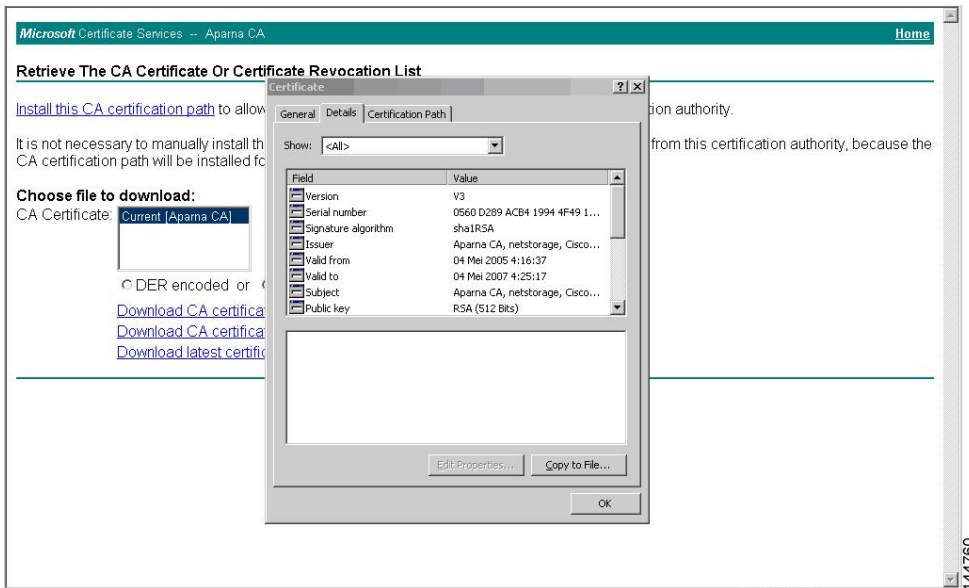 Microsoft Certificate Services -- Aparna CA Home
Retrieve The CA Certificate Or Certificate Revocation List
Install this CA certification path to allow tion authority.
It is not necessary to manually install th from this certification authority, because the
CA certification path will be installed fo
Choose file to download:
CA Certificate: Current [Aparna CA]
DER encoded or
Download CA certifica
Download CA certifica
Download latest certific
Certificate
General Details Certification Path
Show: <All>
Field Value
Version V3
Serial number 0560 D289 ACB4 1994 4F49 1...
Signature algorithm sha1RSA
Issuer Aparna CA, netstorage, Cisco...
Valid from 04 Mei 2005 4:16:37
Valid to 04 Mei 2007 4:25:17
Subject Aparna CA, netstorage, Cisco...
Public key RSA (512 Bits)
Edit Properties... Copy to File...
OK